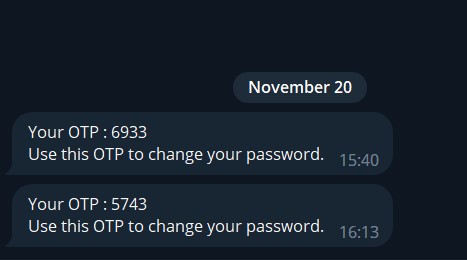 November 20
Your OTP : 6933
Use this OTP to change your password.
15:40
Your OTP : 5743
Use this OTP to change your password.
16:13